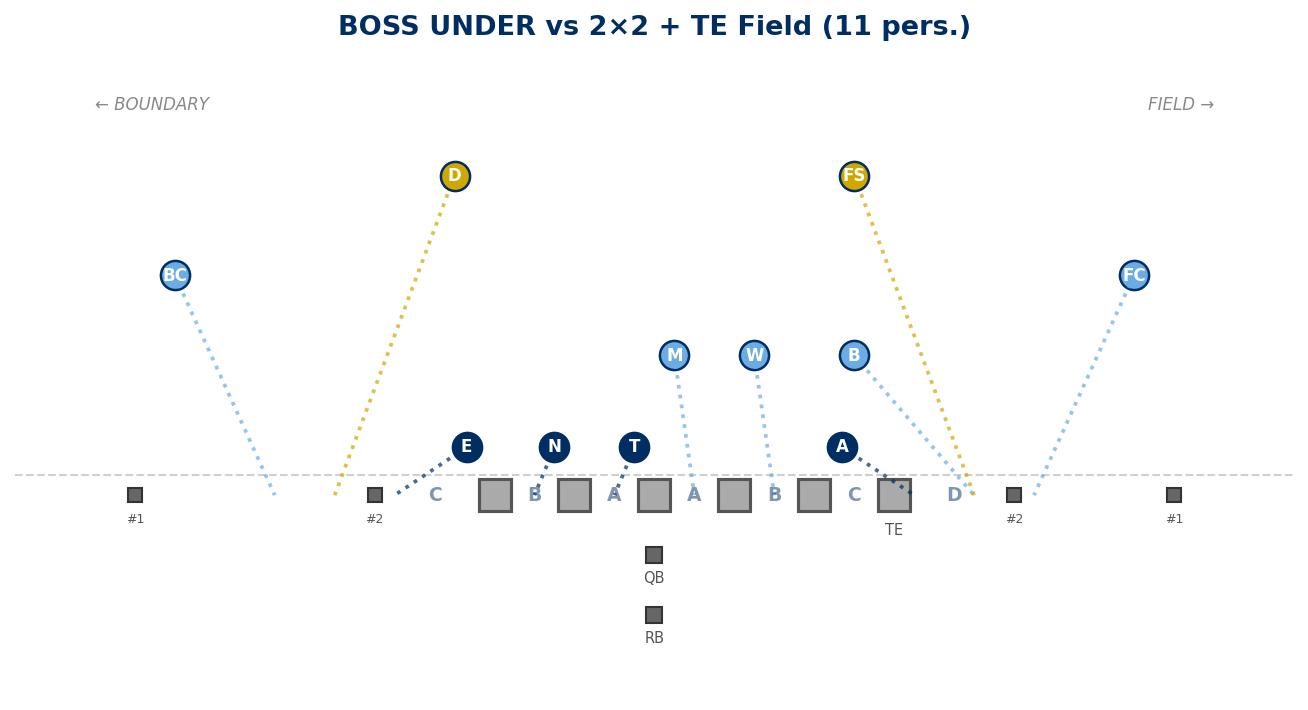 BOSS UNDER vs 2×2 + TE Field (11 pers.)
← BOUNDARY
FIELD →
D
FS
BC
FC
M
W
B
E
N
T
A
C
B
A
A
B
C
D
#1
#2
TE
#2
#1
QB
RB